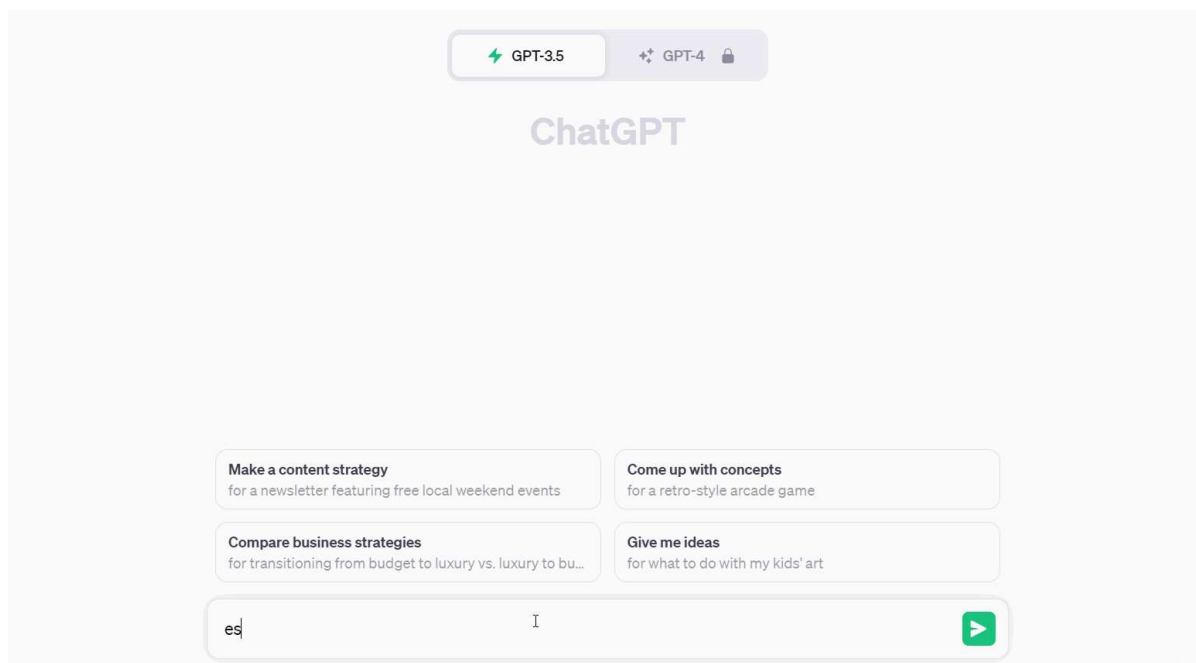 GPT-3.5 GPT-4
ChatGPT
Make a content strategy
for a newsletter featuring free local weekend events
Come up with concepts
for a retro-style arcade game
Compare business strategies
for transitioning from budget to luxury vs. luxury to bu...
Give me ideas
for what to do with my kids' art
es